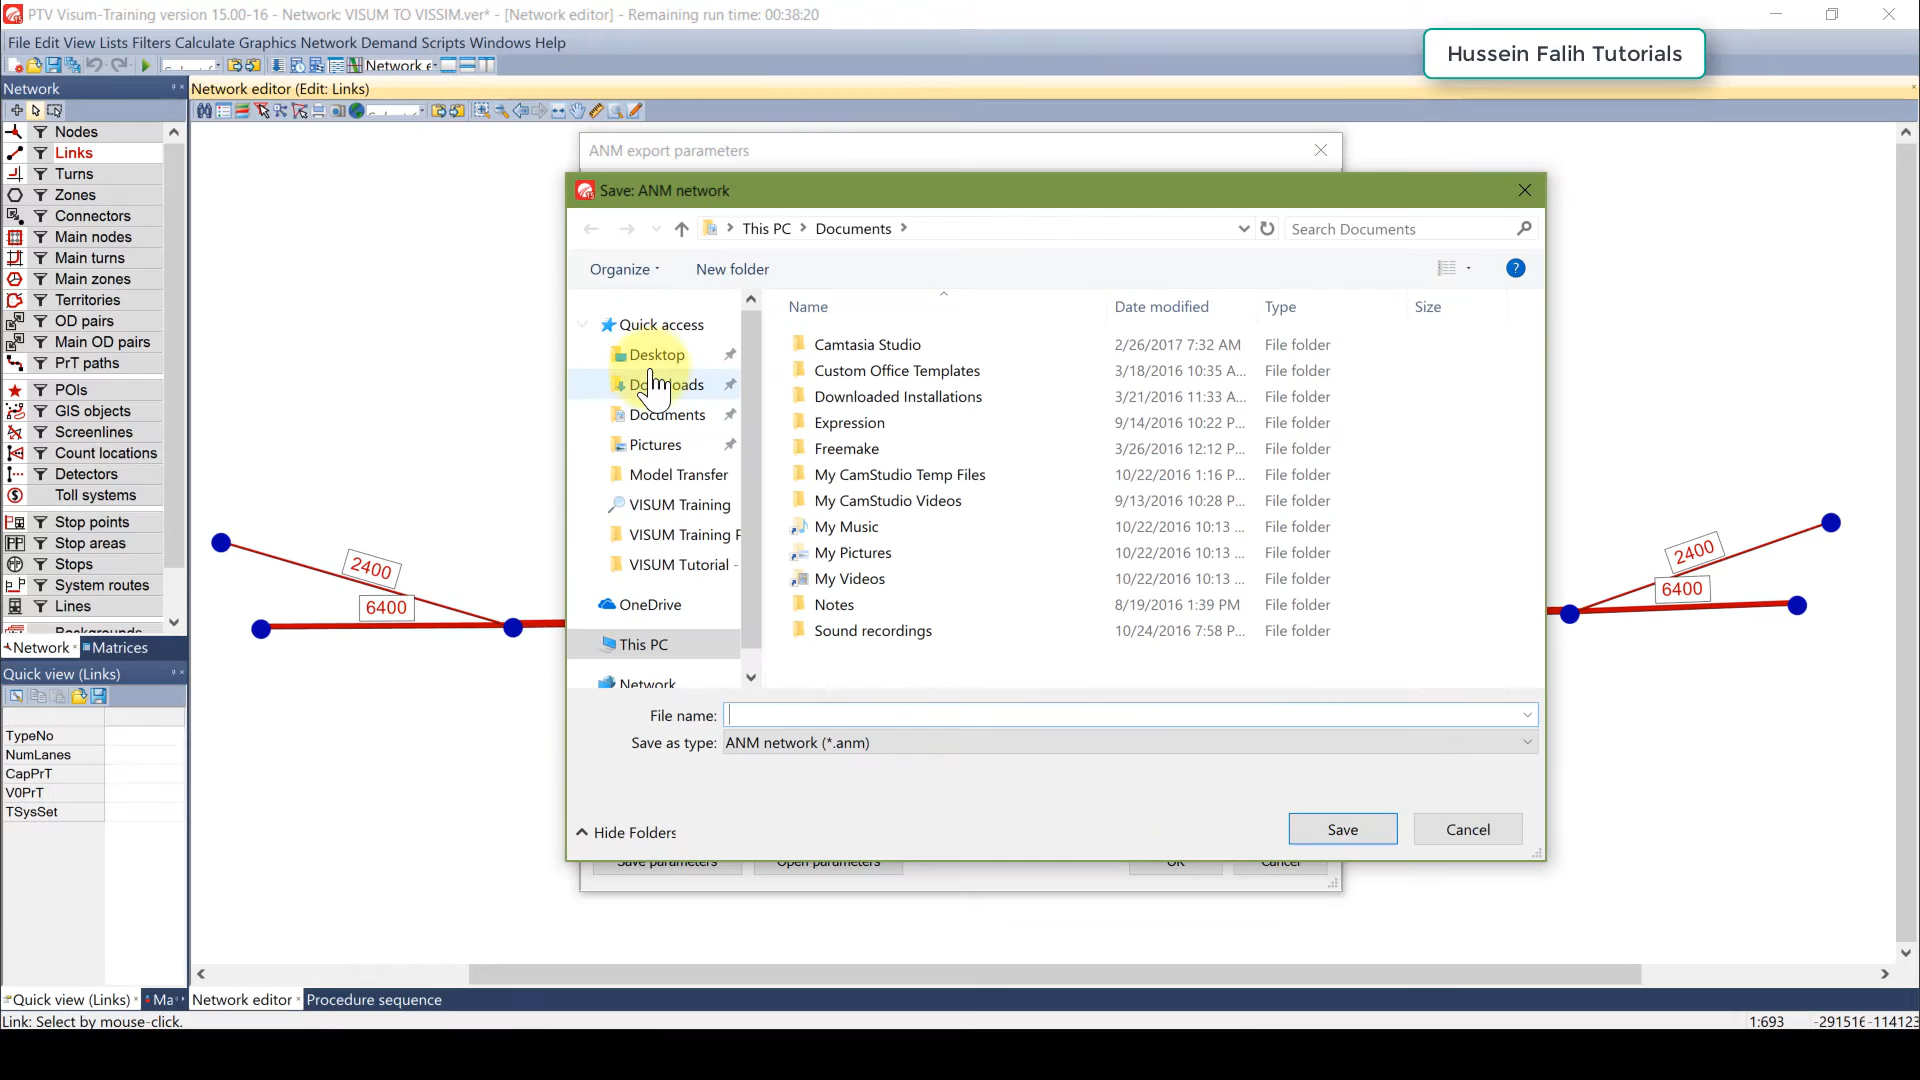 PTV Visum-Training version 15.00-16 - Network: VISUM TO VISSIM.ver* - [Network editor] - Remaining run time: 00:38:20
File Edit View Lists Filters Calculate Graphics Network Demand Scripts Windows Help
Hussein Falih Tutorials
Network
Network editor (Edit: Links)
Nodes
Links
Turns
Zones
Connectors
Main nodes
Main turns
Main zones
Territories
OD pairs
Main OD pairs
PrT paths
POIs
GIS objects
Screenlines
Count locations
Detectors
Toll systems
Stop points
Stop areas
Stops
System routes
Lines
Network
Matrices
Quick view (Links)
TypeNo
NumLanes
CapPrT
V0PrT
TSysSet
ANM export parameters
Save: ANM network
This PC
Documents
Search Documents
Organize
New folder
Quick access
Desktop
Downloads
Documents
Pictures
Model Transfer
VISUM Training
VISUM Training F
VISUM Tutorial -
OneDrive
This PC
Network
Name Date modified Type Size
Camtasia Studio 2/26/2017 7:32 AM File folder
Custom Office Templates 3/18/2016 10:35 A... File folder
Downloaded Installations 3/21/2016 11:33 A... File folder
Expression 9/14/2016 10:22 P... File folder
Freemake 3/26/2016 12:12 P... File folder
My CamStudio Temp Files 10/22/2016 1:16 P... File folder
My CamStudio Videos 9/13/2016 10:28 P... File folder
My Music 10/22/2016 10:13 ... File folder
My Pictures 10/22/2016 10:13 ... File folder
My Videos 10/22/2016 10:13 ... File folder
Notes 8/19/2016 1:39 PM File folder
Sound recordings 10/24/2016 7:58 P... File folder
File name:
Save as type: ANM network (*.anm)
Hide Folders
Save
Cancel
Save parameters
Open parameters
OK
Cancel
2400
6400
2400
6400
Quick view (Links)
Ma
Network editor
Procedure sequence
Link: Select by mouse-click.
1:693
-291516 -114123